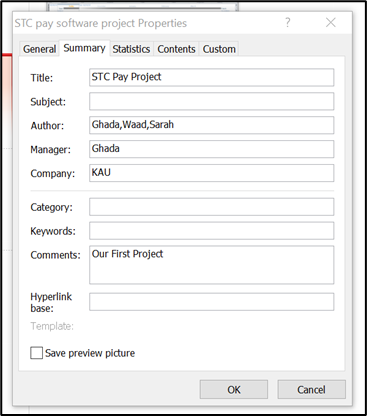 STC pay software project Properties ? ×
General Summary Statistics Contents Custom
Title: STC Pay Project
Subject:
Author: Ghada,Waad,Sarah
Manager: Ghada
Company: KAU
Category:
Keywords:
Comments: Our First Project
Hyperlink
base:
Template:
Save preview picture
OK Cancel